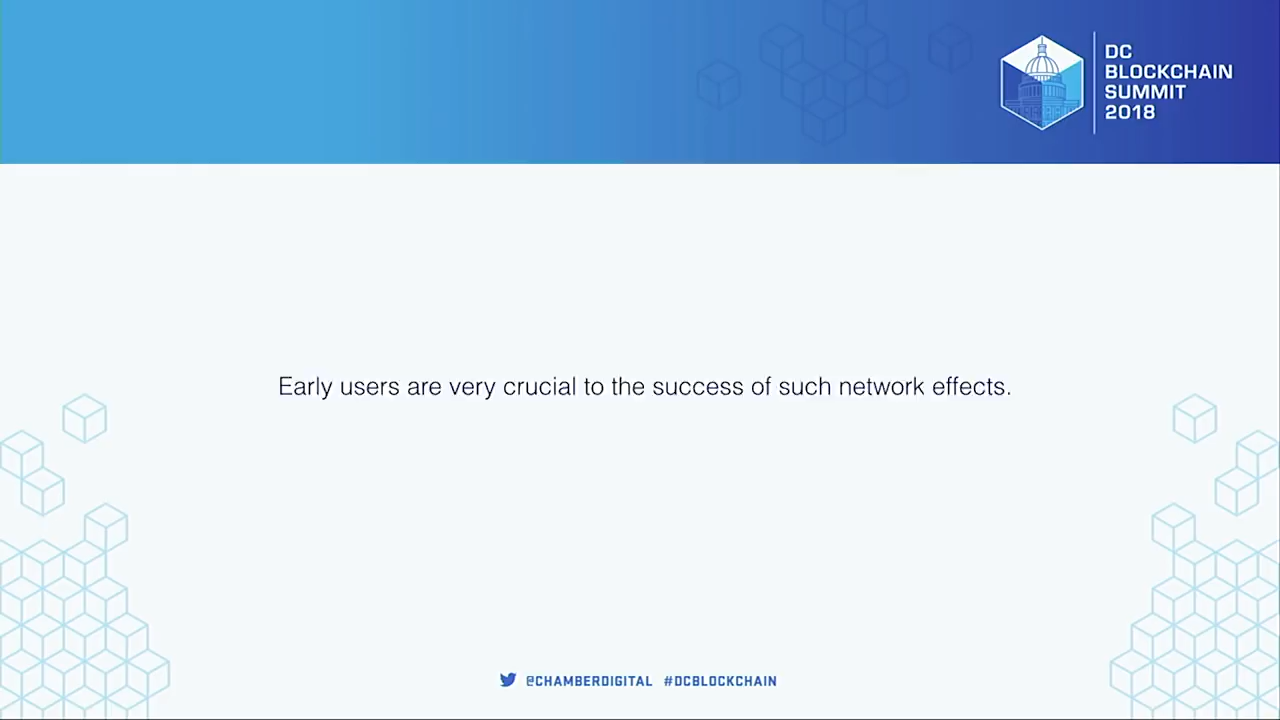 DC
BLOCKCHAIN
SUMMIT
2018
Early users are very crucial to the success of such network effects.
@CHAMBERDIGITAL #DCBLOCKCHAIN